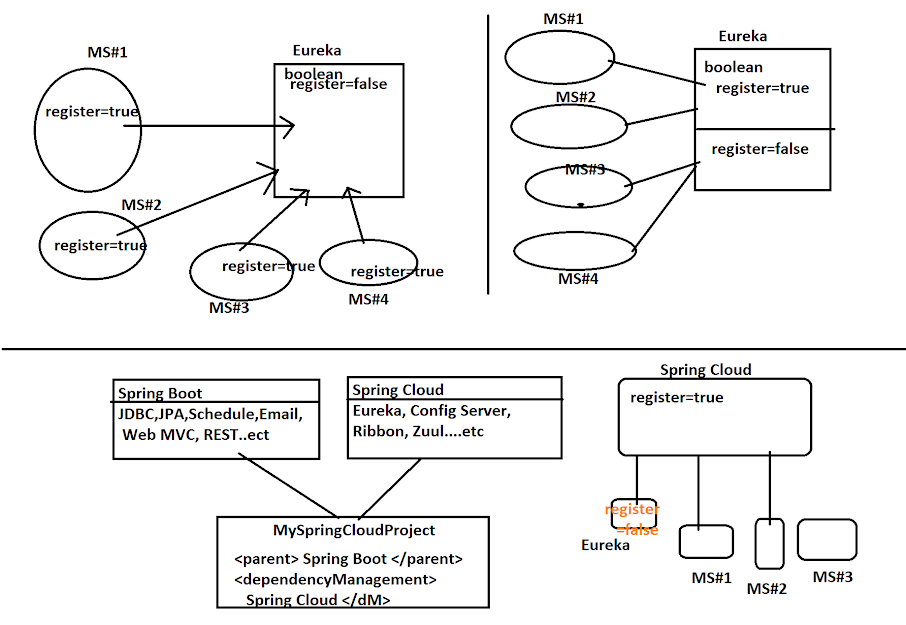 MS#1
Eureka
boolean
register=false
register=true
MS#2
register=true
register=true
MS#3
register=true
MS#4
MS#1
Eureka
boolean
register=true
MS#2
register=false
MS#3
MS#4
Spring Boot
JDBC,JPA,Schedule,Email,
Web MVC, REST..ect
Spring Cloud
Eureka, Config Server,
Ribbon, Zuul....etc
MySpringCloudProject
<parent> Spring Boot </parent>
<dependencyManagement>
Spring Cloud </dM>
Spring Cloud
register=true
register
=false
Eureka
MS#1
MS#2
MS#3